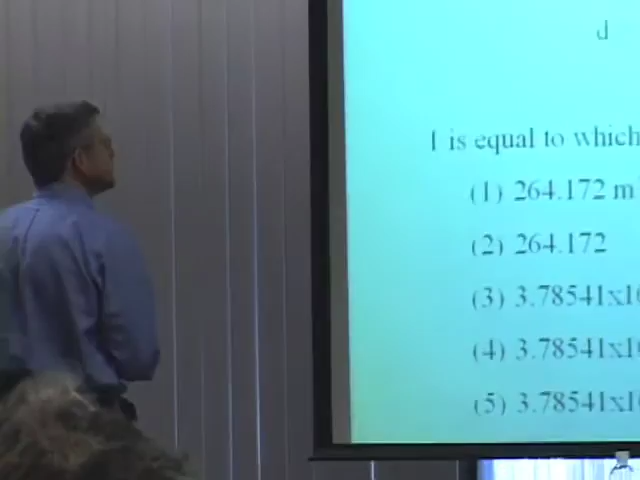 d
1 is equal to which
(1) 264.172 m
(2) 264.172
(3) 3.78541x1
(4) 3.78541x1
(5) 3.78541x1